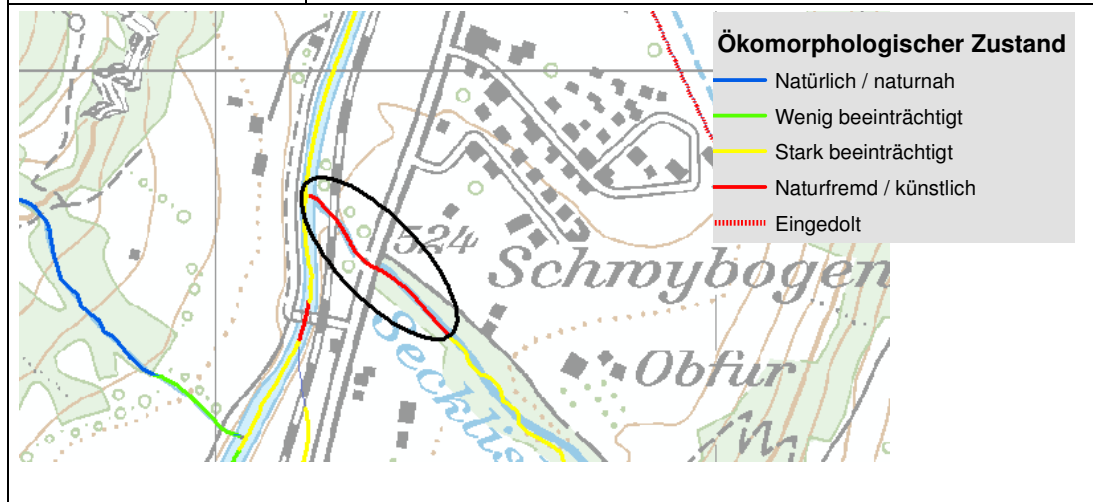 Ökomorphologischer Zustand
Natürlich / naturnah
Wenig beeinträchtigt
Stark beeinträchtigt
Naturfremd / künstlich
Eingedolt
524
Schwybogen
Obfur